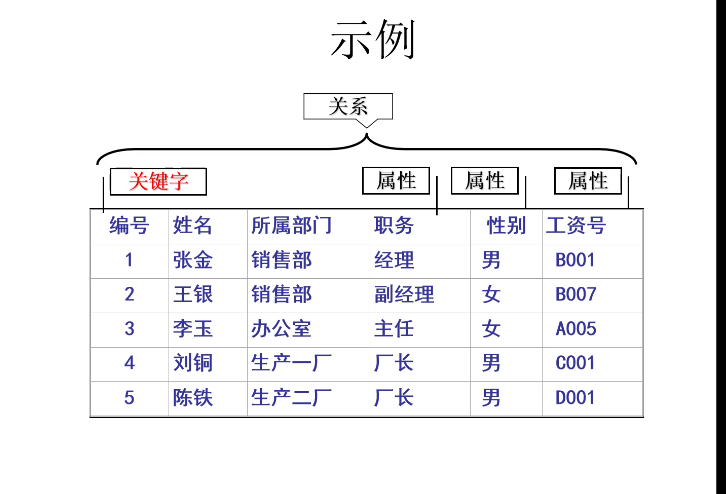 示例
关系
关键字 属性 属性 属性
编号 姓名 所属部门 职务 性别 工资号
1 张金 销售部 经理 男 B001
2 王银 销售部 副经理 女 B007
3 李玉 办公室 主任 女 A005
4 刘铜 生产一厂 厂长 男 C001
5 陈铁 生产二厂 厂长 男 D001